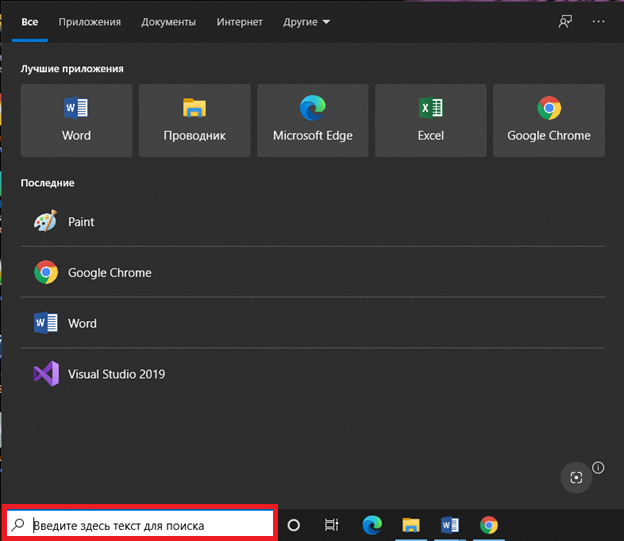 Все Приложения Документы Интернет Другие
Лучшие приложения
Word Проводник Microsoft Edge Excel Google Chrome
Последние
Paint
Google Chrome
Word
Visual Studio 2019
Введите здесь текст для поиска